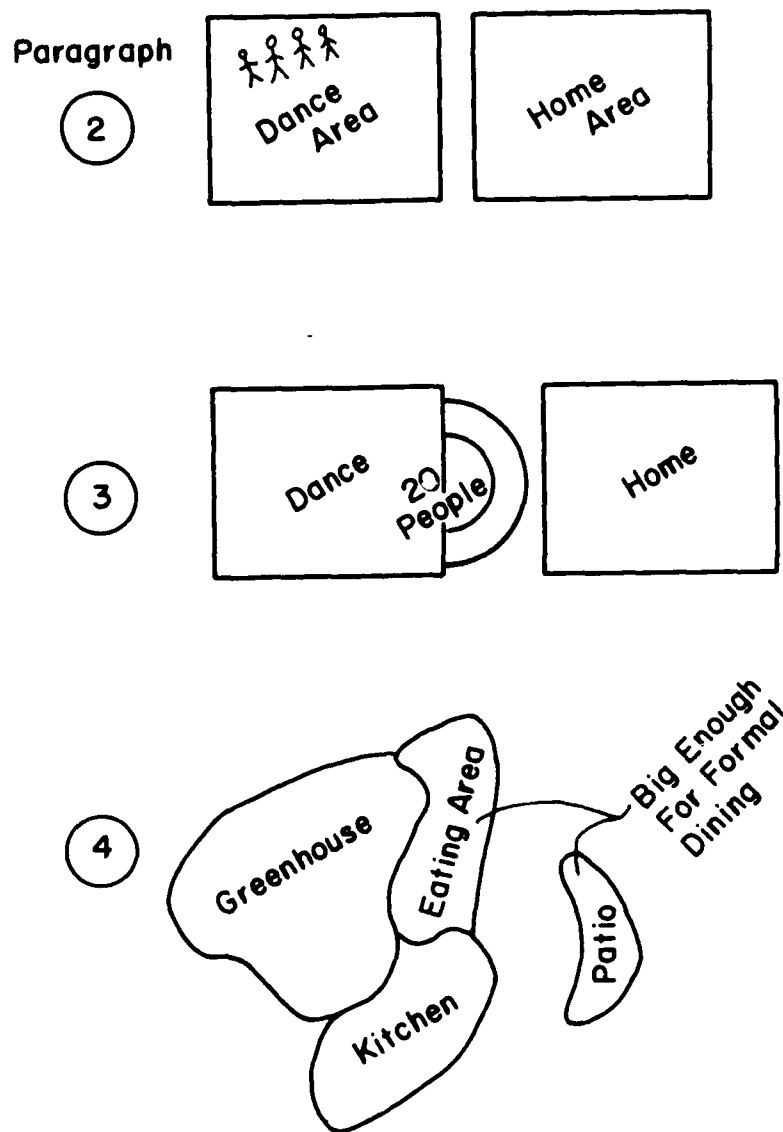 Paragraph
2
Dance
Area
Home
Area
3
Dance
20
People
Home
4
Greenhouse
Eating Area
Kitchen
Patio
Big Enough
For Formal
Dining